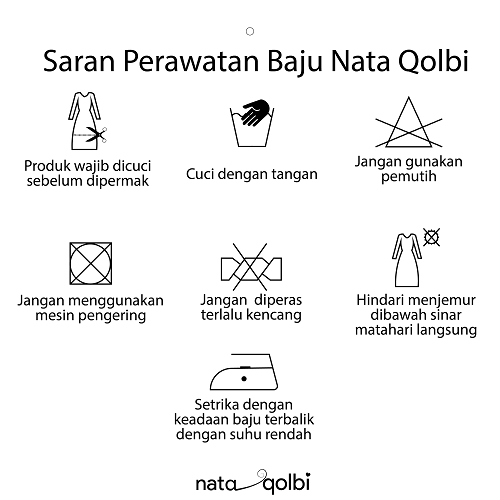 Saran Perawatan Baju Nata Qolbi
Produk wajib dicuci
sebelum dipermak
Cuci dengan tangan
Jangan gunakan
pemutih
Jangan menggunakan
mesin pengering
Jangan diperas
terlalu kencang
Hindari menjemur
dibawah sinar
matahari langsung
Setrika dengan
keadaan baju terbalik
dengan suhu rendah
nata qolbi